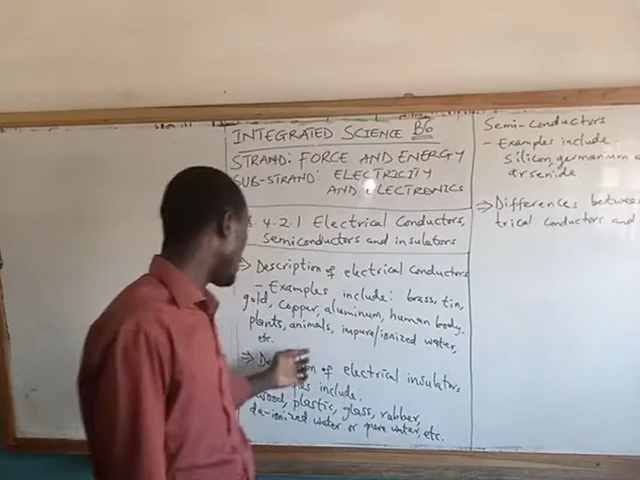 INTEGRATED SCIENCE B6
STRAND: FORCE AND ENERGY
SUB-STRAND: ELECTRICITY
AND ELECTRONICS
4.2.1 Electrical Conductors,
Semiconductors and insulators
⇒ Description of electrical conductors
- Examples include: brass, tin,
gold, copper, aluminum, human body,
plants, animals, impure/ionized water,
etc.
⇒ of electrical insulators
include:
wood, plastic, glass, rubber,
de-ionized water or pure water, etc.
Semi-conductors
- Examples include
Silicon, germanium
arsenide
⇒ Differences between
trical conductors and